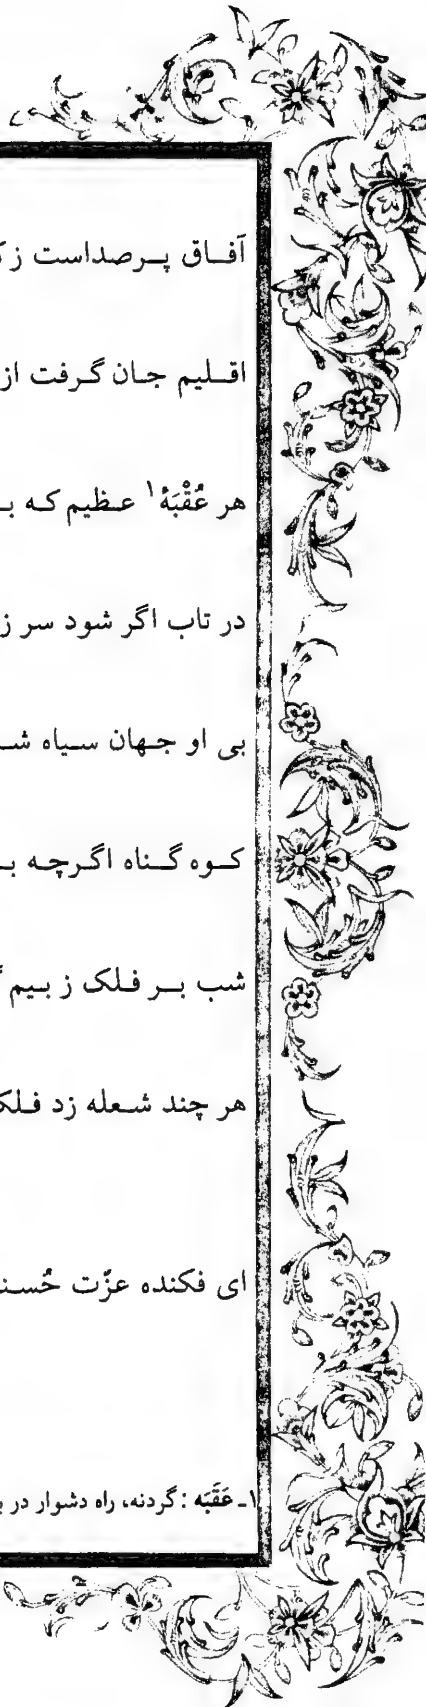 آفاق پرصداست ز
اقلیم جان گرفت از
هر عُقْبَهٔ۱ عظیم که
در تاب اگر شود سر ز
بی او جهان سیاه
کوه گناه اگرچه
شب بر فلک ز بیم
هر چند شعله زد فلک
ای فکنده عزّت
۱ـ عَقَبَه : گردنه، راه دشوار در